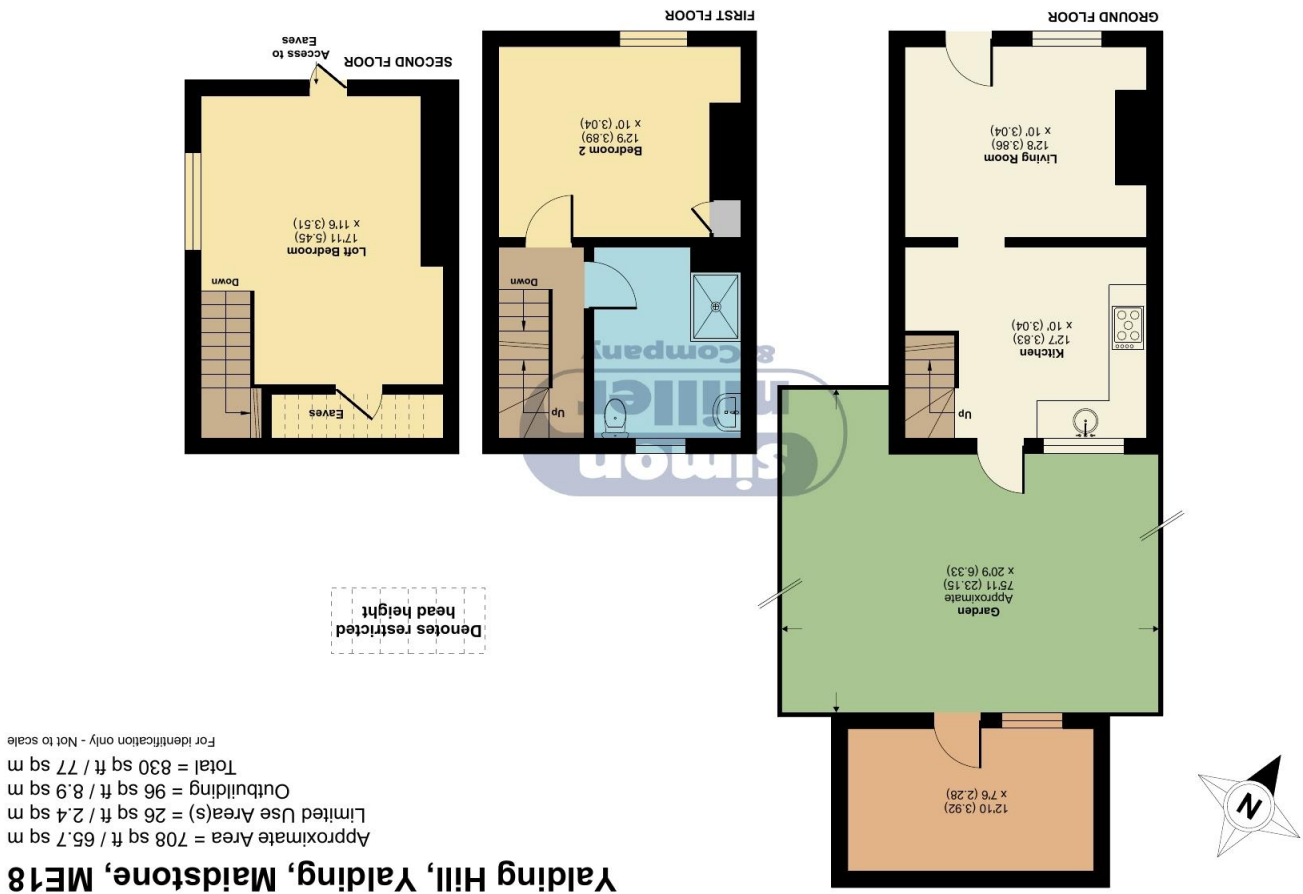 Yalding Hill, Yalding, Maidstone, ME18
Approximate Area = 708 sq ft / 65.7 sq m
Limited Use Area(s) = 26 sq ft / 2.4 sq m
Outbuilding = 96 sq ft / 8.9 sq m
Total = 830 sq ft / 77 sq m
For identification only - Not to scale
N
12'10 (3.92)
x 7'6 (2.28)
Denotes restricted
head height
Garden
Approximate
75'11 (23.15)
x 20'9 (6.33)
simon
miller
& Company
Up
Kitchen
12'7 (3.83)
x 10' (3.04)
Living Room
12'8 (3.86)
x 10' (3.04)
GROUND FLOOR
Up
Down
Bedroom 2
12'9 (3.89)
x 10' (3.04)
FIRST FLOOR
Eaves
Down
Loft Bedroom
17'11 (5.45)
x 11'6 (3.51)
SECOND FLOOR
Access to
Eaves